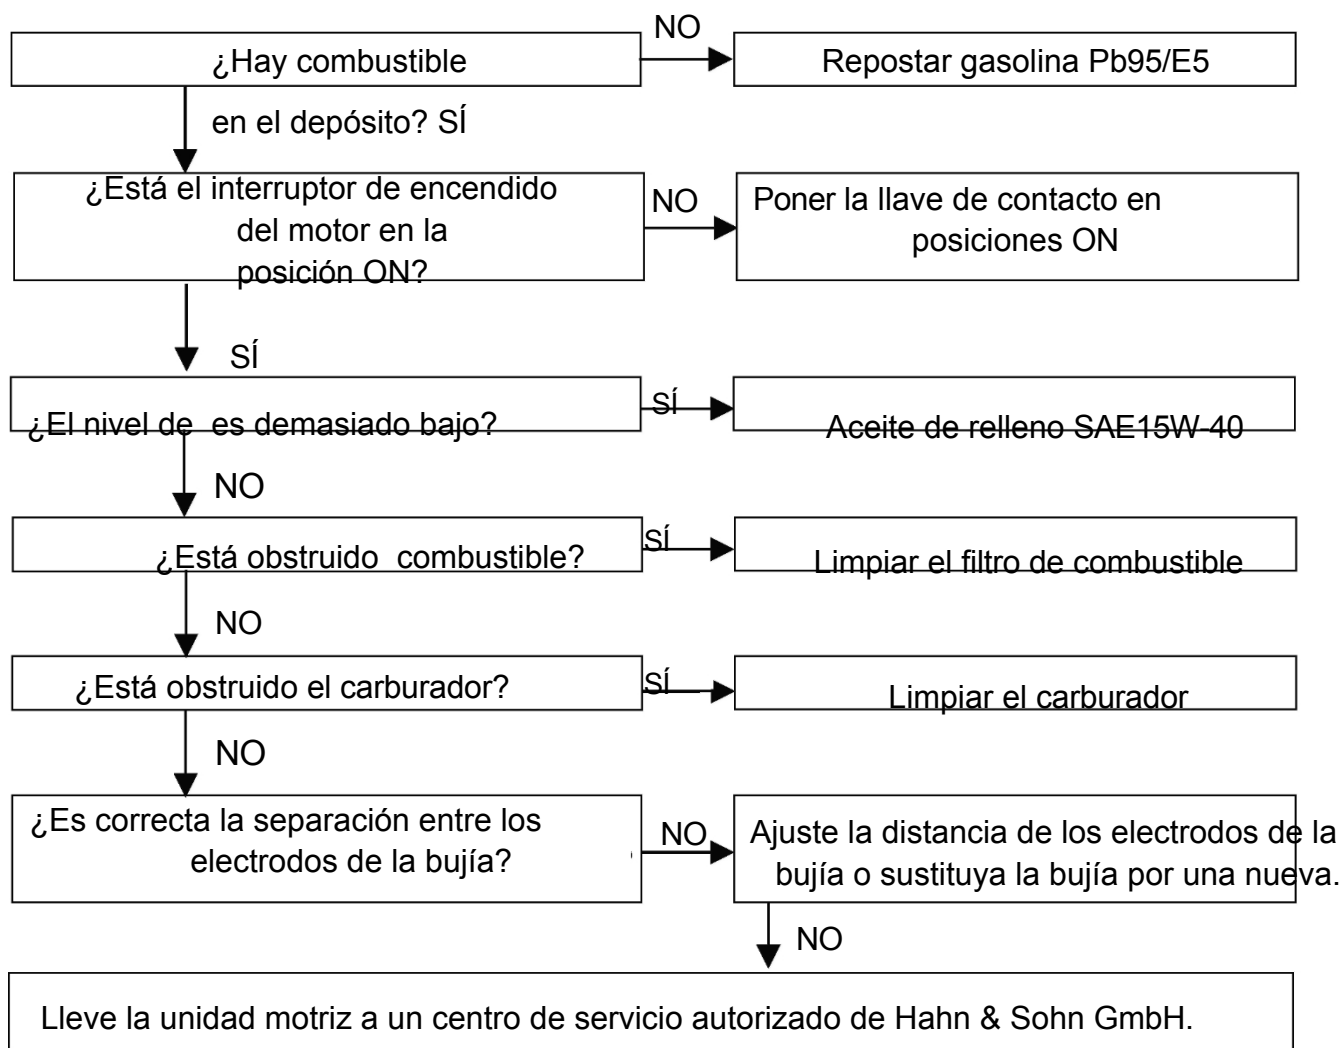 NO
¿Hay combustible
Repostar gasolina Pb95/E5
en el depósito? SÍ
¿Está el interruptor de encendido
del motor en la
posición ON?
NO
Poner la llave de contacto en
posiciones ON
SÍ
¿El nivel de  es demasiado bajo?
SÍ
Aceite de relleno SAE15W-40
NO
¿Está obstruido  combustible?
SÍ
Limpiar el filtro de combustible
NO
¿Está obstruido el carburador?
SÍ
Limpiar el carburador
NO
¿Es correcta la separación entre los
electrodos de la bujía?
NO
Ajuste la distancia de los electrodos de la
bujía o sustituya la bujía por una nueva.
NO
Lleve la unidad motriz a un centro de servicio autorizado de Hahn & Sohn GmbH.